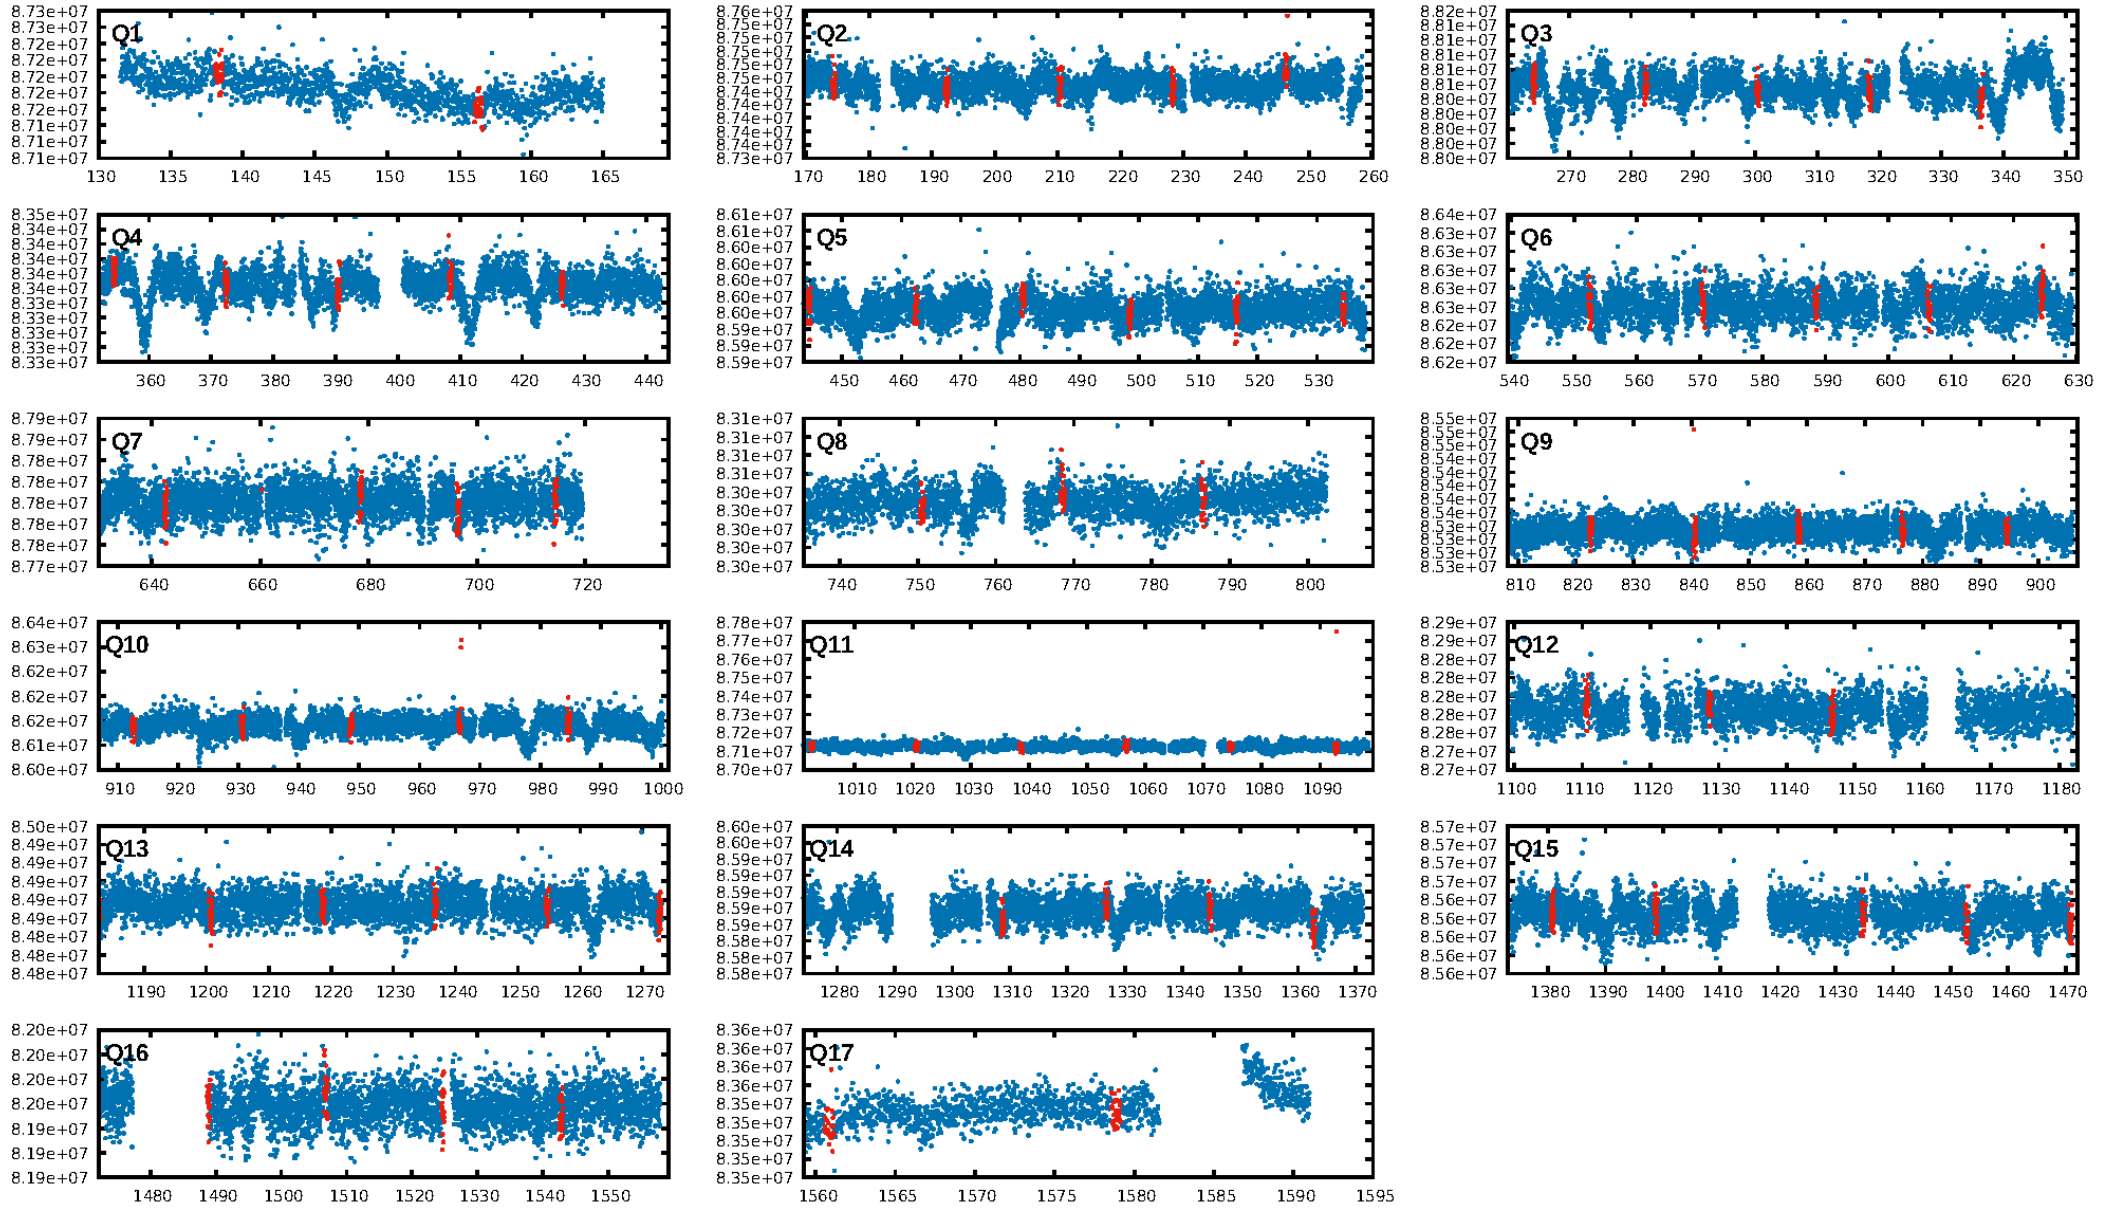 8.73e+07 8.73e+07 8.72e+07 8.72e+07 8.72e+07 8.72e+07 8.72e+07 8.71e+07 8.71e+07 8.71e+07
Q1
130 135 140 145 150 155 160 165
8.76e+07 8.75e+07 8.75e+07 8.75e+07 8.75e+07 8.75e+07 8.74e+07 8.74e+07 8.74e+07 8.74e+07 8.73e+07
Q2
170 180 190 200 210 220 230 240 250 260
8.82e+07 8.81e+07 8.81e+07 8.81e+07 8.81e+07 8.81e+07 8.80e+07 8.80e+07 8.80e+07 8.80e+07 8.80e+07
Q3
270 280 290 300 310 320 330 340 350
8.35e+07 8.34e+07 8.34e+07 8.34e+07 8.34e+07 8.34e+07 8.33e+07 8.33e+07 8.33e+07 8.33e+07 8.33e+07
Q4
360 370 380 390 400 410 420 430 440
8.61e+07 8.61e+07 8.60e+07 8.60e+07 8.60e+07 8.60e+07 8.60e+07 8.59e+07 8.59e+07 8.59e+07
Q5
450 460 470 480 490 500 510 520 530
8.64e+07 8.63e+07 8.63e+07 8.63e+07 8.63e+07 8.63e+07 8.62e+07 8.62e+07 8.62e+07
Q6
540 550 560 570 580 590 600 610 620 630
8.79e+07 8.79e+07 8.78e+07 8.78e+07 8.78e+07 8.78e+07 8.78e+07 8.77e+07
Q7
640 660 680 700 720
8.31e+07 8.31e+07 8.31e+07 8.31e+07 8.30e+07 8.30e+07 8.30e+07 8.30e+07 8.30e+07
Q8
740 750 760 770 780 790 800
8.55e+07 8.55e+07 8.55e+07 8.54e+07 8.54e+07 8.54e+07 8.54e+07 8.54e+07 8.53e+07 8.53e+07 8.53e+07 8.53e+07
Q9
810 820 830 840 850 860 870 880 890 900
8.64e+07 8.63e+07 8.62e+07 8.62e+07 8.62e+07 8.61e+07 8.60e+07
Q10
910 920 930 940 950 960 970 980 990 1000
8.78e+07 8.77e+07 8.76e+07 8.74e+07 8.73e+07 8.73e+07 8.72e+07 8.71e+07 8.70e+07
Q11
1010 1020 1030 1040 1050 1060 1070 1080 1090
8.29e+07 8.29e+07 8.28e+07 8.28e+07 8.28e+07 8.28e+07 8.27e+07 8.27e+07 8.27e+07
Q12
1100 1110 1120 1130 1140 1150 1160 1170 1180
8.50e+07 8.49e+07 8.49e+07 8.49e+07 8.49e+07 8.49e+07 8.48e+07 8.48e+07 8.48e+07
Q13
1190 1200 1210 1220 1230 1240 1250 1260 1270
8.60e+07 8.60e+07 8.59e+07 8.59e+07 8.59e+07 8.59e+07 8.59e+07 8.58e+07 8.58e+07 8.58e+07
Q14
1280 1290 1300 1310 1320 1330 1340 1350 1360 1370
8.57e+07 8.57e+07 8.57e+07 8.57e+07 8.56e+07 8.56e+07 8.56e+07 8.56e+07 8.56e+07
Q15
1380 1390 1400 1410 1420 1430 1440 1450 1460 1470
8.20e+07 8.20e+07 8.20e+07 8.20e+07 8.19e+07 8.19e+07 8.19e+07
Q16
1480 1490 1500 1510 1520 1530 1540 1550
8.36e+07 8.36e+07 8.36e+07 8.36e+07 8.35e+07 8.35e+07 8.35e+07 8.35e+07 8.35e+07
Q17
1560 1565 1570 1575 1580 1585 1590 1595